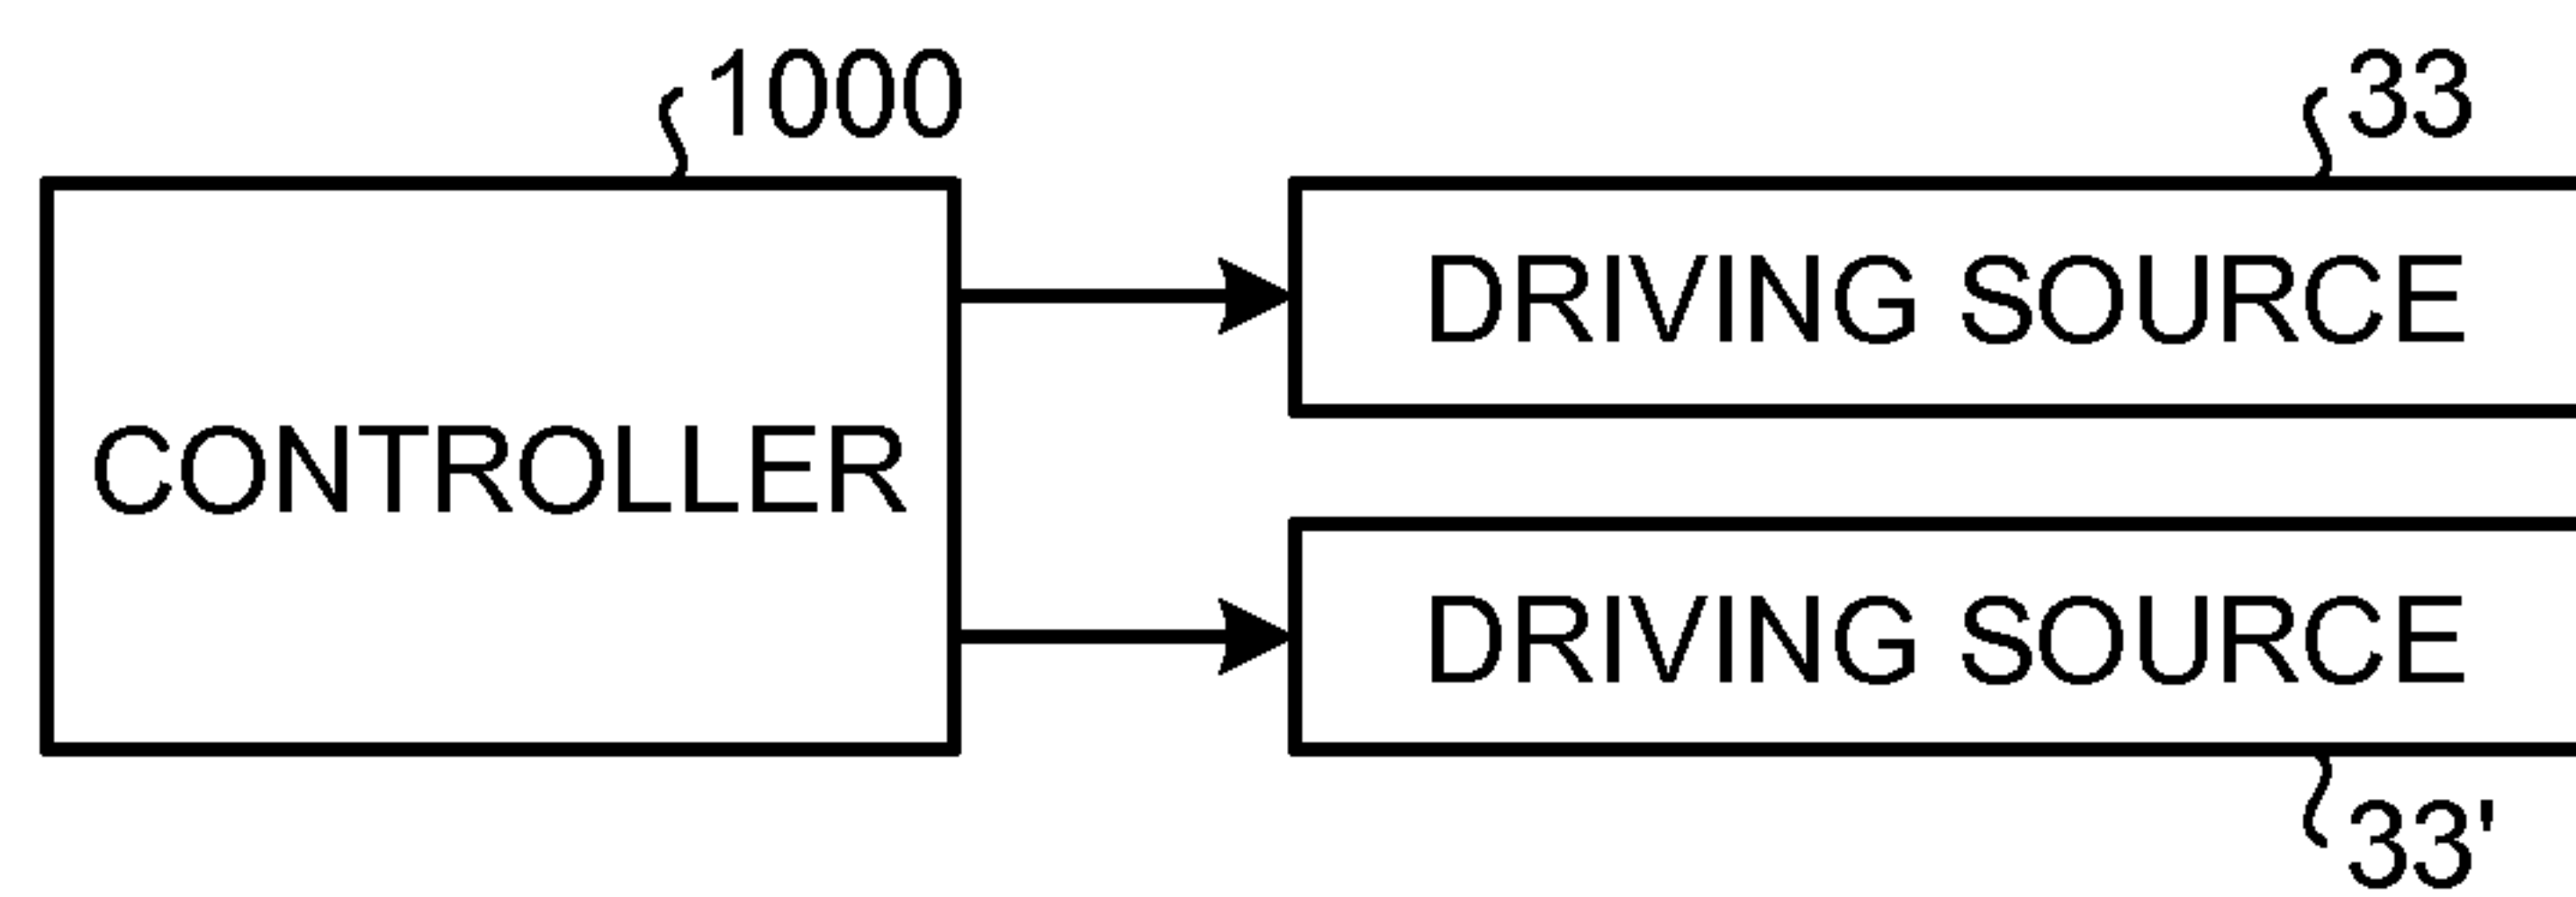 1000
33
DRIVING SOURCE
CONTROLLER
DRIVING SOURCE
33'